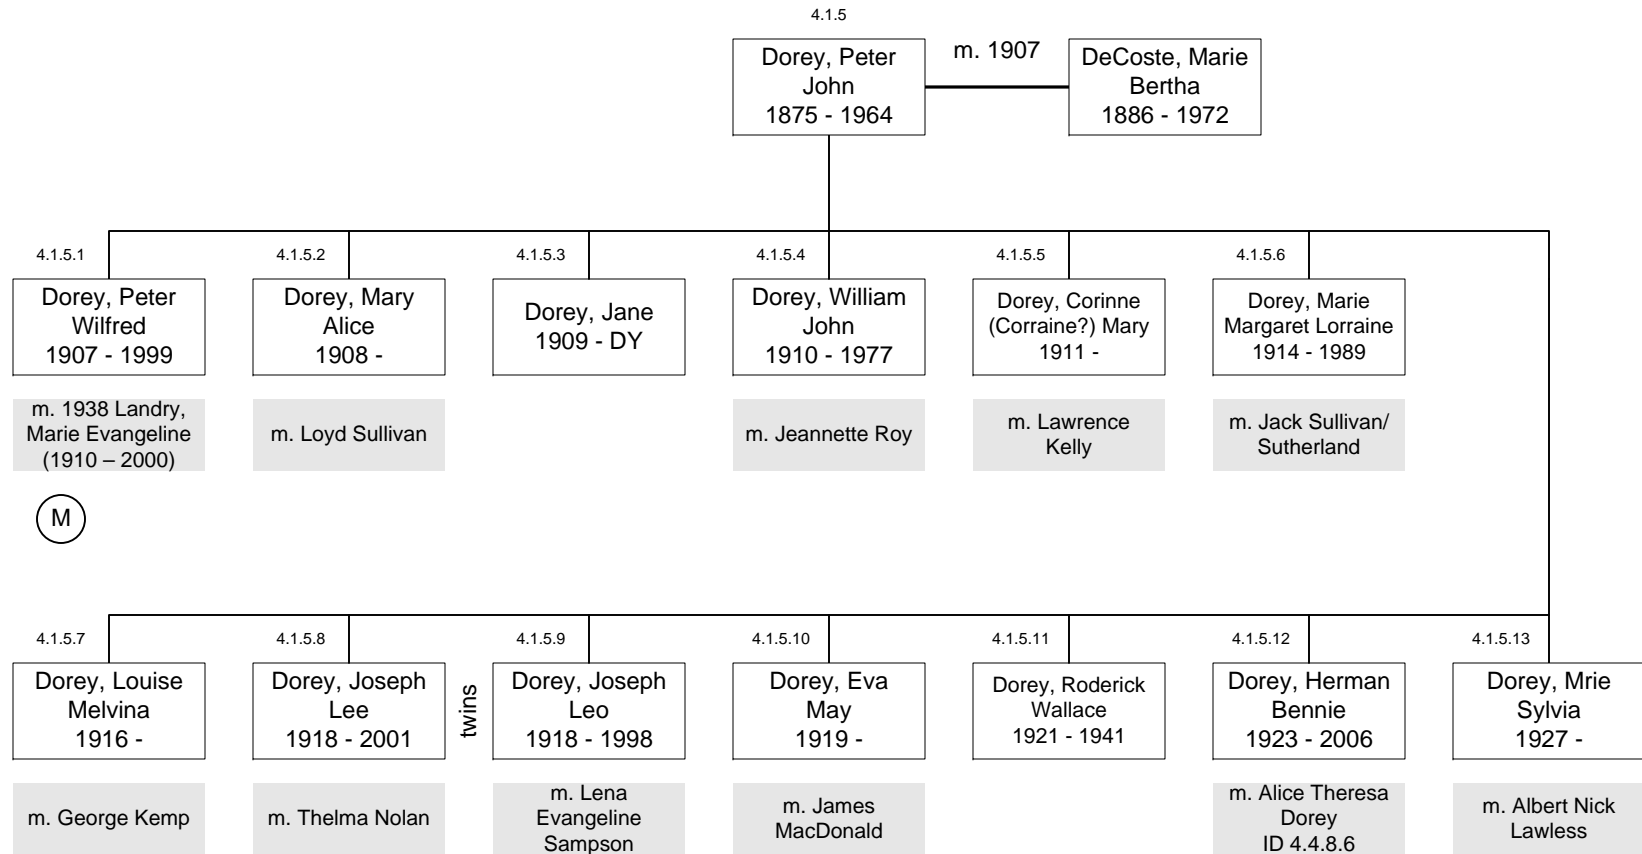 4.1.5
Dorey, Peter
John
1875 - 1964
m. 1907
DeCoste, Marie
Bertha
1886 - 1972
4.1.5.1
Dorey, Peter
Wilfred
1907 - 1999
m. 1938 Landry,
Marie Evangeline
(1910 – 2000)
M
4.1.5.2
Dorey, Mary
Alice
1908 -
m. Loyd Sullivan
4.1.5.3
Dorey, Jane
1909 - DY
4.1.5.4
Dorey, William
John
1910 - 1977
m. Jeannette Roy
4.1.5.5
Dorey, Corinne
(Corraine?) Mary
1911 -
m. Lawrence
Kelly
4.1.5.6
Dorey, Marie
Margaret Lorraine
1914 - 1989
m. Jack Sullivan/
Sutherland
4.1.5.7
Dorey, Louise
Melvina
1916 -
m. George Kemp
4.1.5.8
Dorey, Joseph
Lee
1918 - 2001
m. Thelma Nolan
twins
4.1.5.9
Dorey, Joseph
Leo
1918 - 1998
m. Lena
Evangeline
Sampson
4.1.5.10
Dorey, Eva
May
1919 -
m. James
MacDonald
4.1.5.11
Dorey, Roderick
Wallace
1921 - 1941
4.1.5.12
Dorey, Herman
Bennie
1923 - 2006
m. Alice Theresa
Dorey
ID 4.4.8.6
4.1.5.13
Dorey, Mrie
Sylvia
1927 -
m. Albert Nick
Lawless